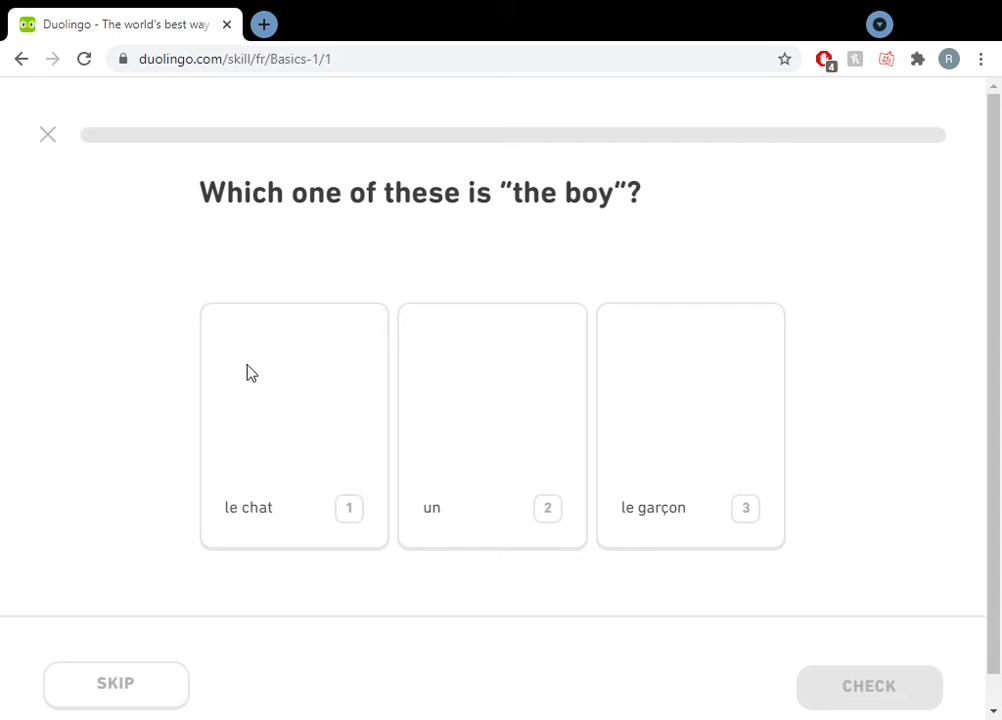 Duolingo - The world's best way
duolingo.com/skill/fr/Basics-1/1
4
R
Which one of these is “the boy”?
le chat 1
un 2
le garçon 3
SKIP
CHECK